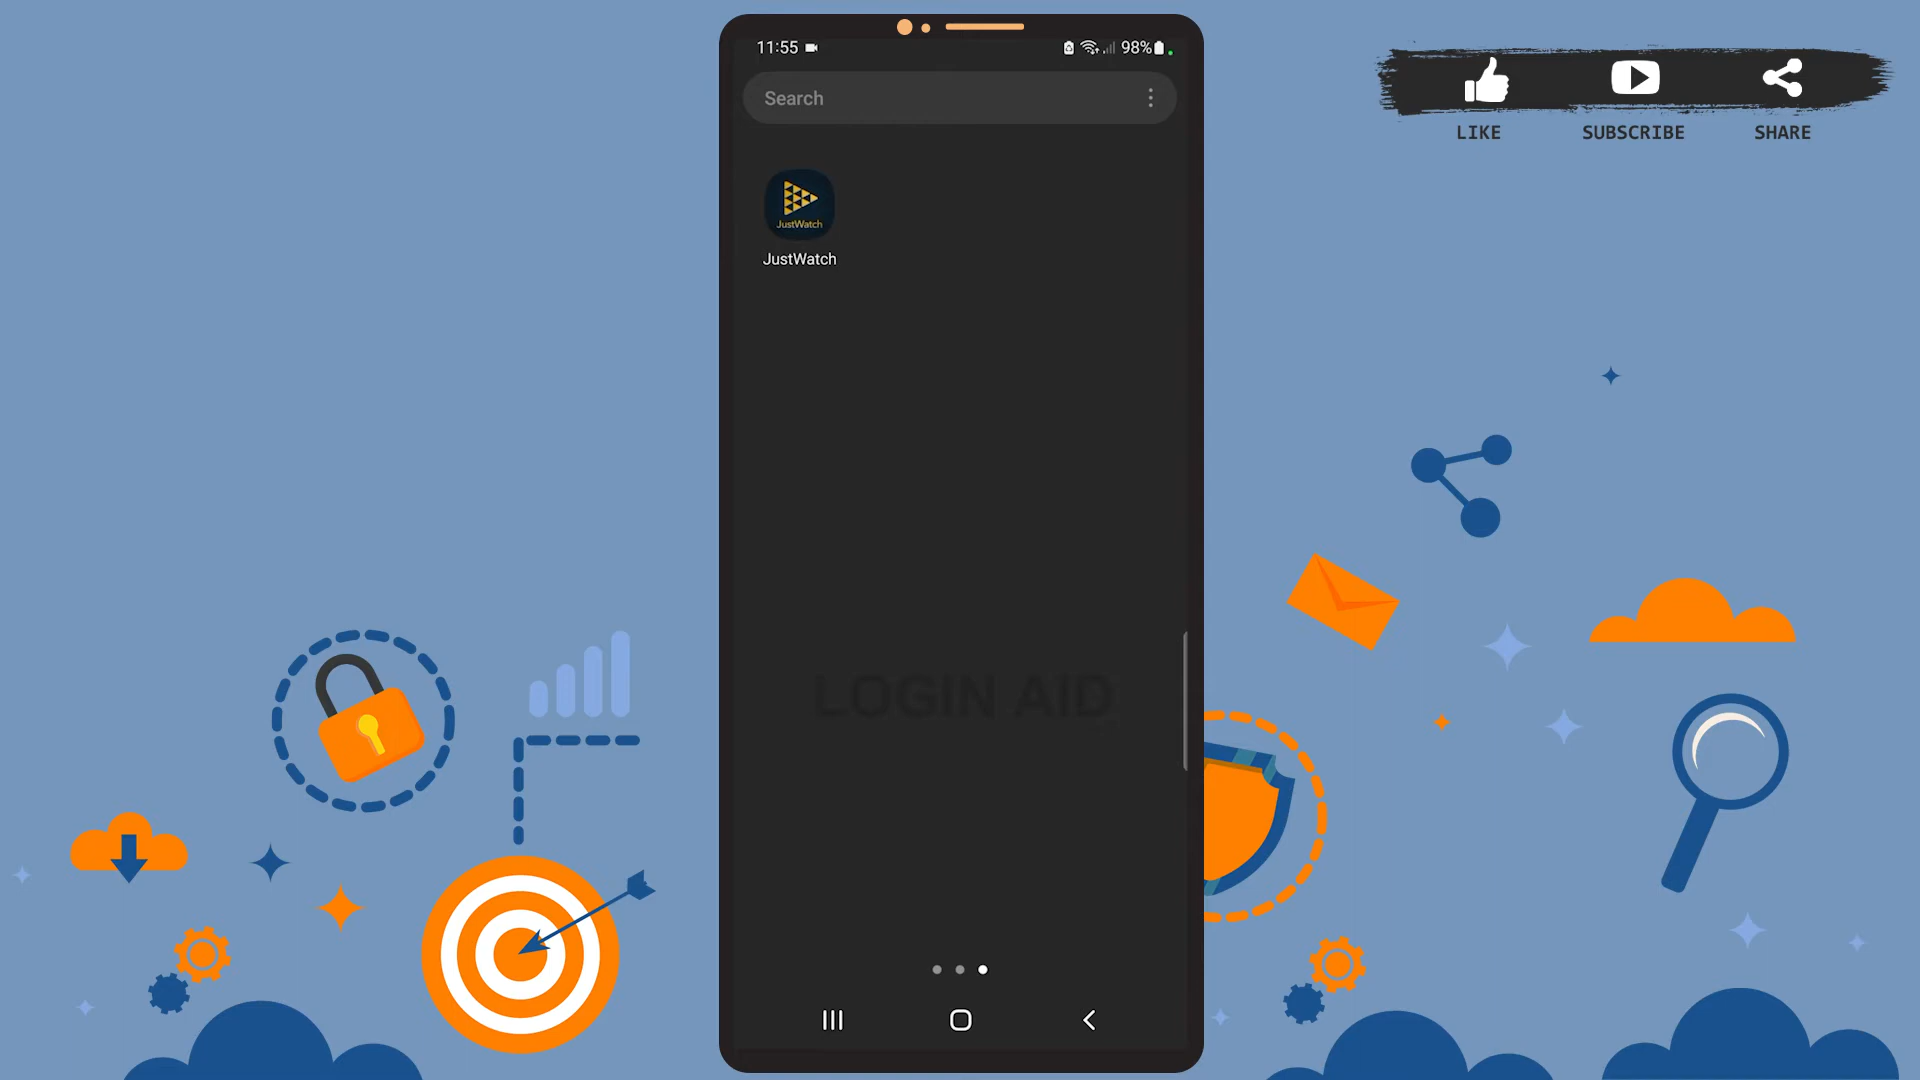 11:55
98%
Search
LIKE
SUBSCRIBE
SHARE
JustWatch
JustWatch
LOGIN AID